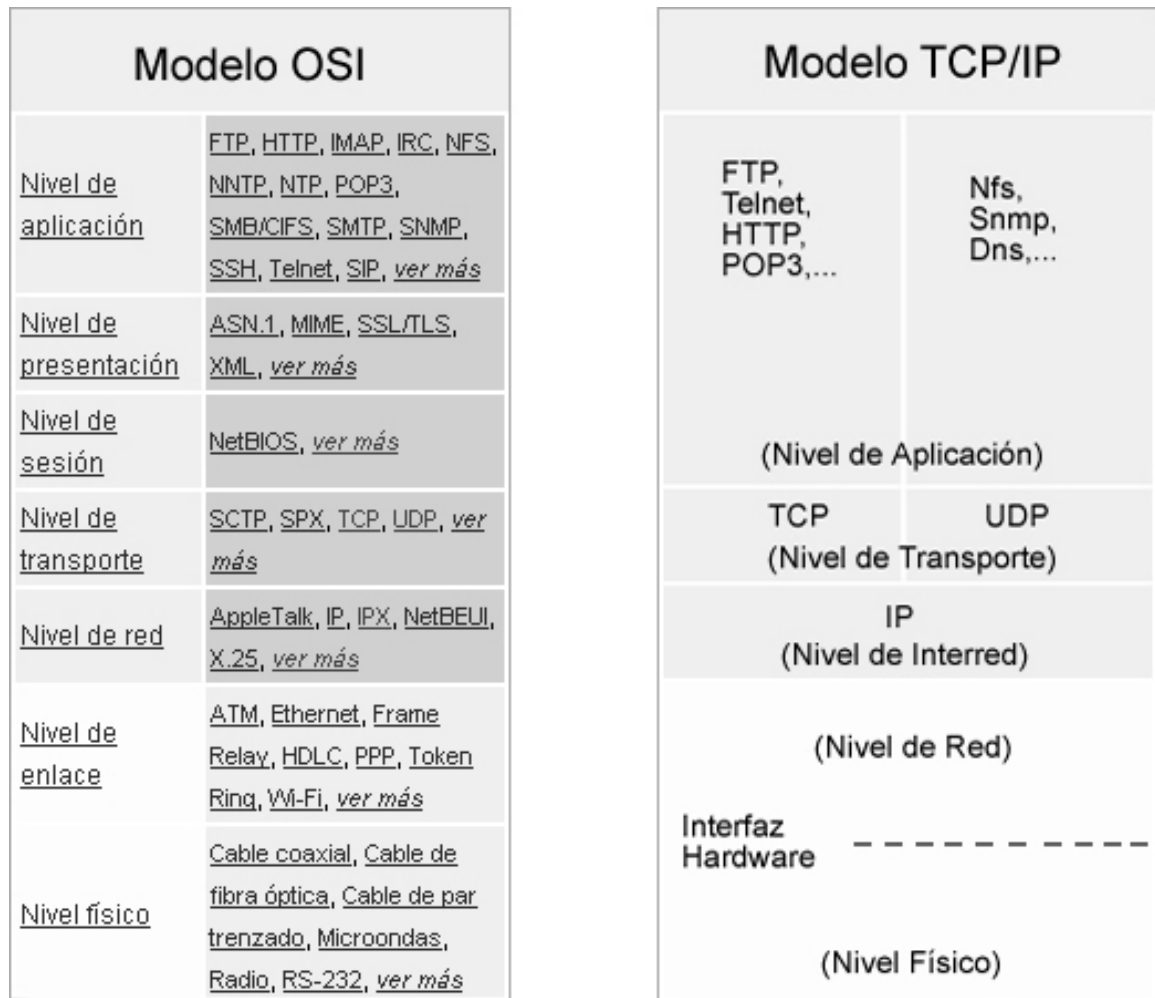 Modelo OSI
Nivel de
aplicación
FTP, HTTP, IMAP, IRC, NFS,
NNTP, NTP, POP3,
SMB/CIFS, SMTP, SNMP,
SSH, Telnet, SIP, ver más
Nivel de
presentación
ASN.1, MIME, SSL/TLS,
XML, ver más
Nivel de
sesión
NetBIOS, ver más
Nivel de
transporte
SCTP, SPX, TCP, UDP, ver
más
Nivel de red
AppleTalk, IP, IPX, NetBEUI,
X.25, ver más
Nivel de
enlace
ATM, Ethernet, Frame
Relay, HDLC, PPP, Token
Ring, Wi-Fi, ver más
Nivel físico
Cable coaxial, Cable de
fibra óptica, Cable de par
trenzado, Microondas,
Radio, RS-232, ver más
Modelo TCP/IP
FTP,
Telnet,
HTTP,
POP3,...
Nfs,
Snmp,
Dns,...
(Nivel de Aplicación)
TCP
UDP
(Nivel de Transporte)
IP
(Nivel de Interred)
(Nivel de Red)
Interfaz
Hardware
(Nivel Físico)